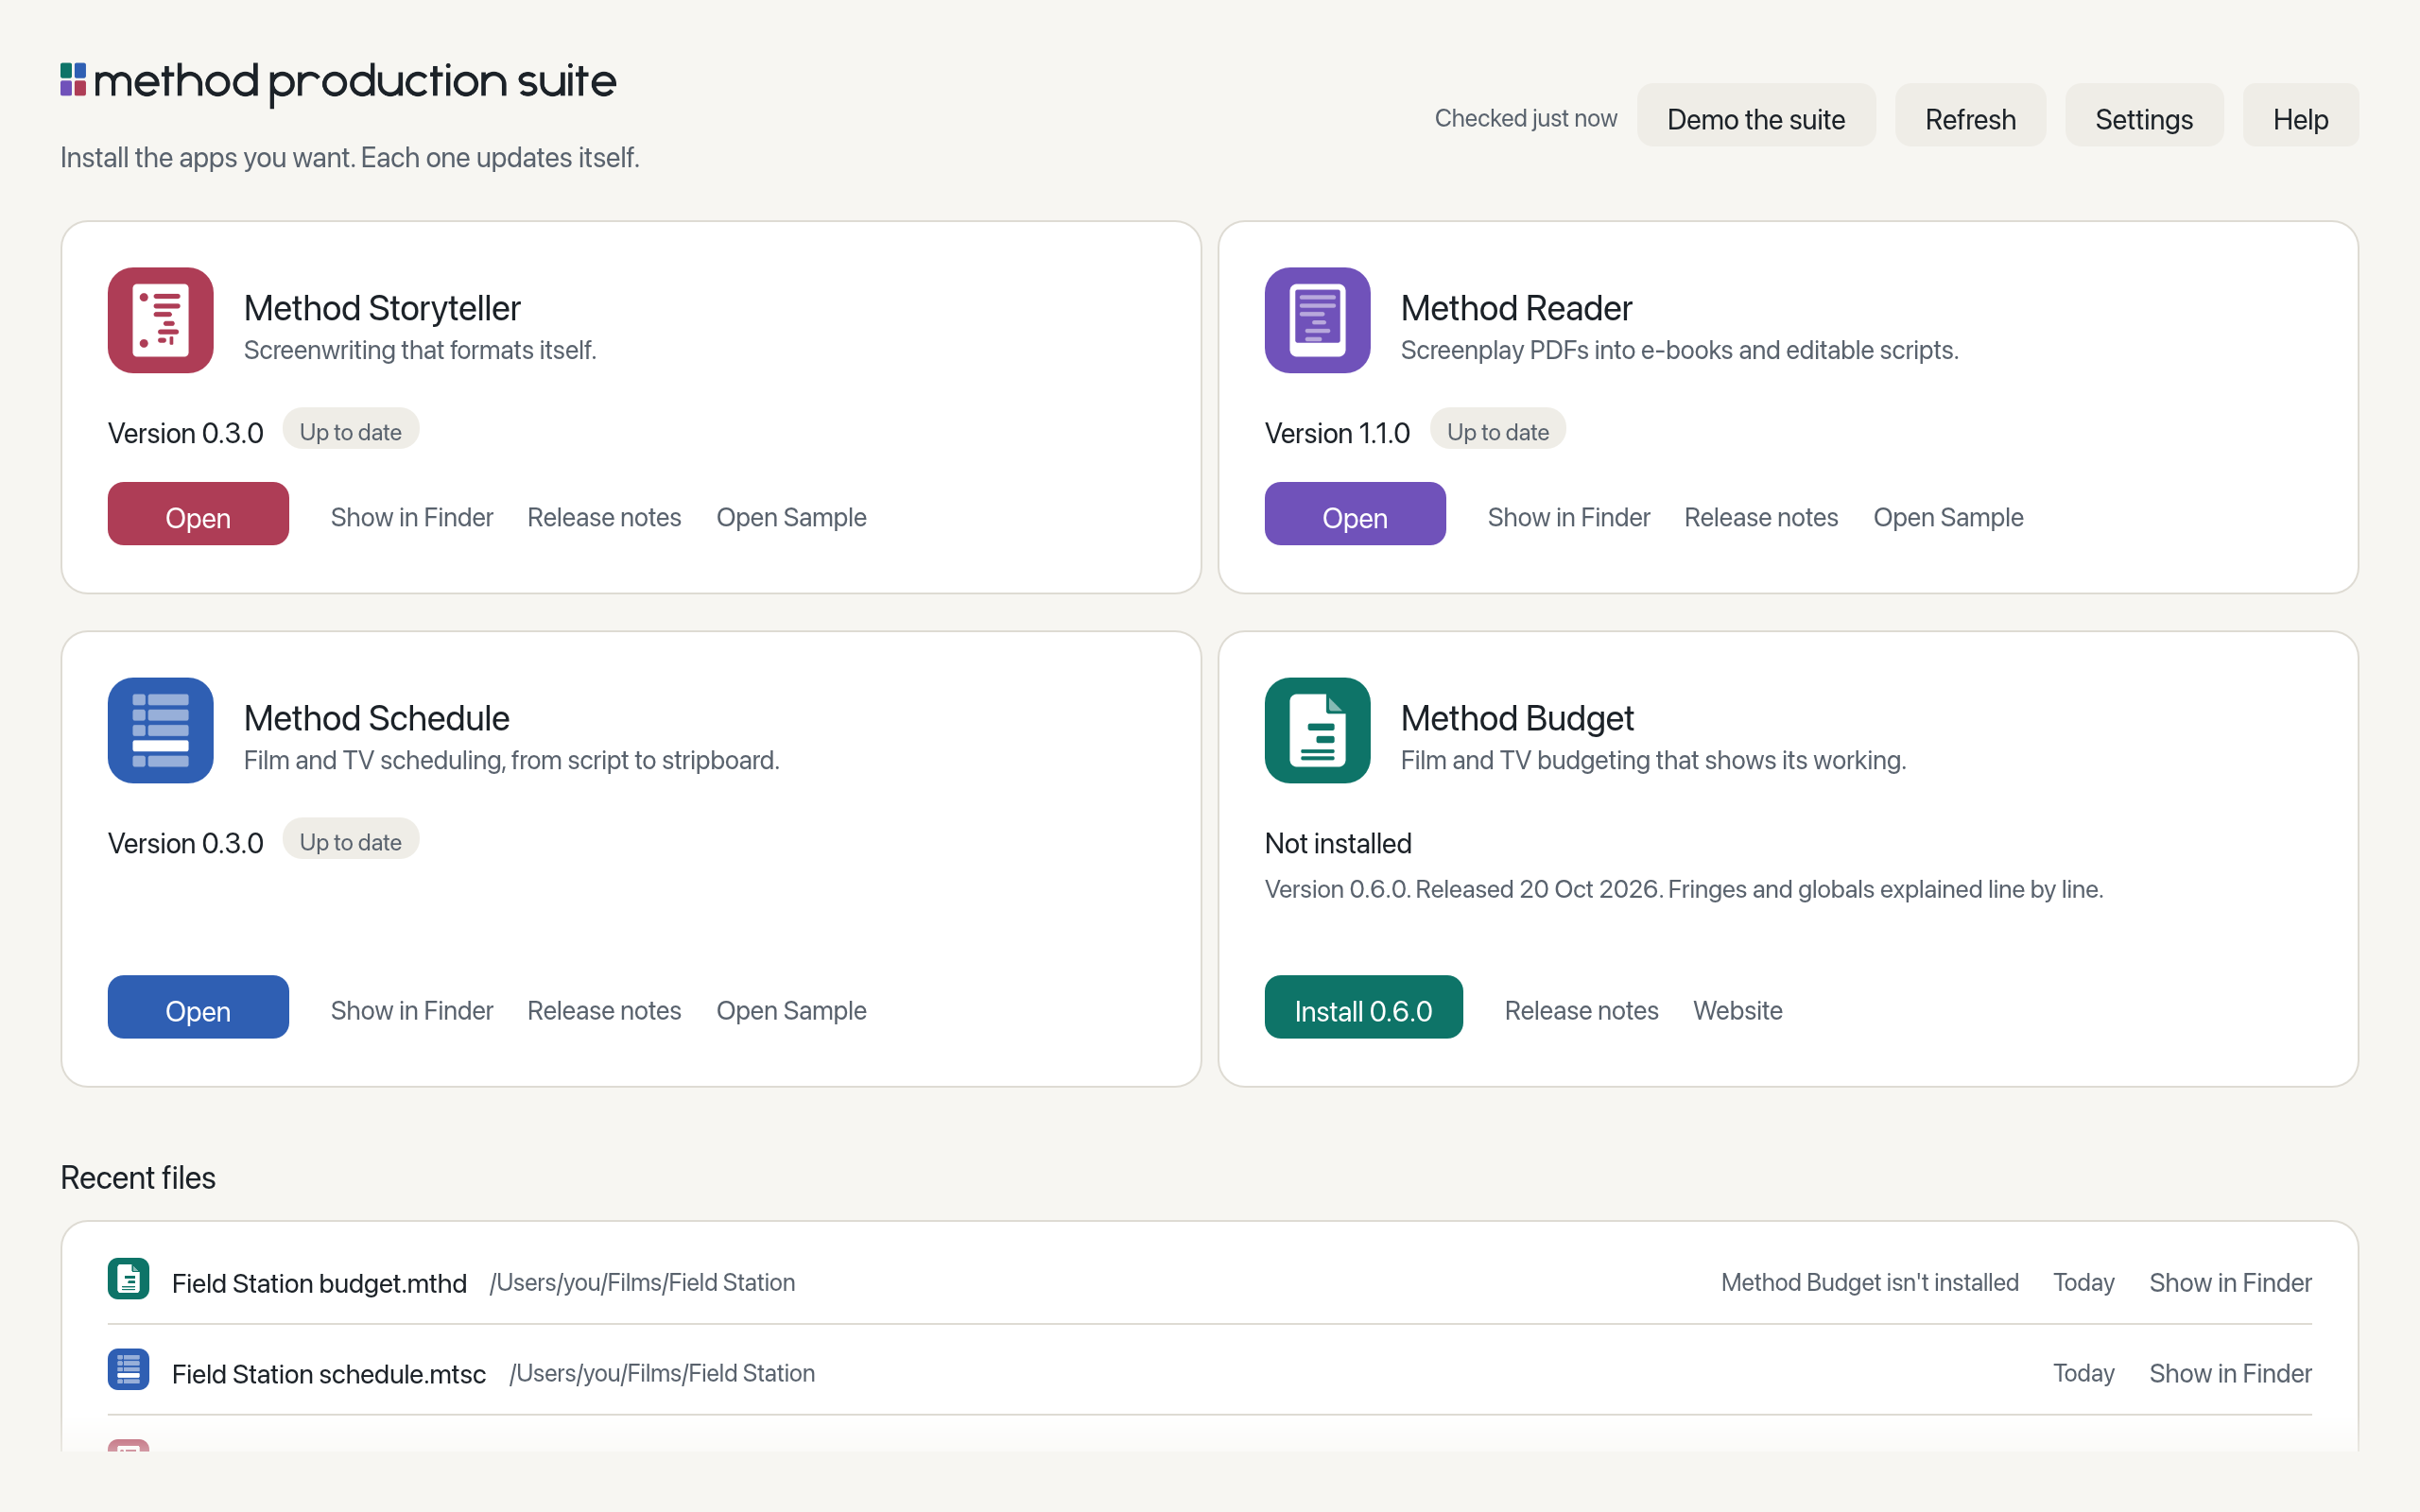 method production suite
Install the apps you want. Each one updates itself.
Checked just now
Demo the suite
Refresh
Settings
Help
Method Storyteller
Screenwriting that formats itself.
Version 0.3.0 Up to date
Open Show in Finder Release notes Open Sample
Method Reader
Screenplay PDFs into e-books and editable scripts.
Version 1.1.0 Up to date
Open Show in Finder Release notes Open Sample
Method Schedule
Film and TV scheduling, from script to stripboard.
Version 0.3.0 Up to date
Open Show in Finder Release notes Open Sample
Method Budget
Film and TV budgeting that shows its working.
Not installed
Version 0.6.0. Released 20 Oct 2026. Fringes and globals explained line by line.
Install 0.6.0 Release notes Website
Recent files
Field Station budget.mthd /Users/you/Films/Field Station Method Budget isn't installed Today Show in Finder
Field Station schedule.mtsc /Users/you/Films/Field Station Today Show in Finder